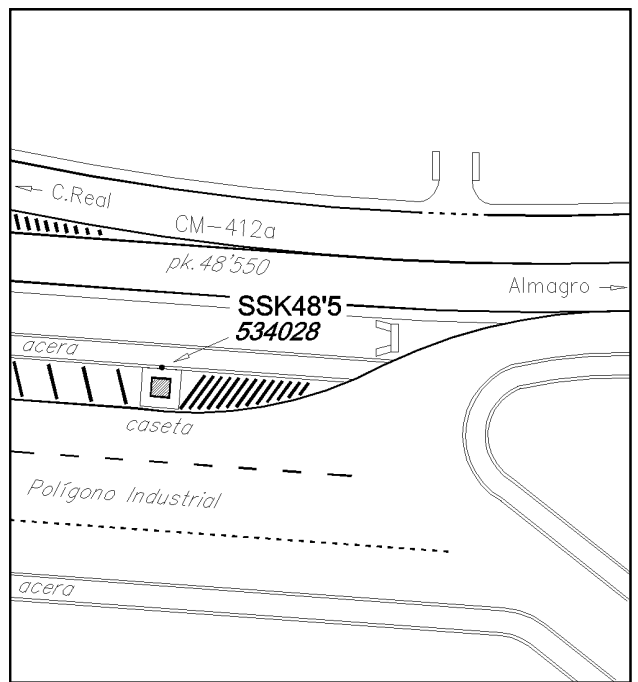 ← C.Real
CM-412a
pk.48'550
Almagro →
SSK48'5
534028
acera
caseta
Polígono Industrial
acera